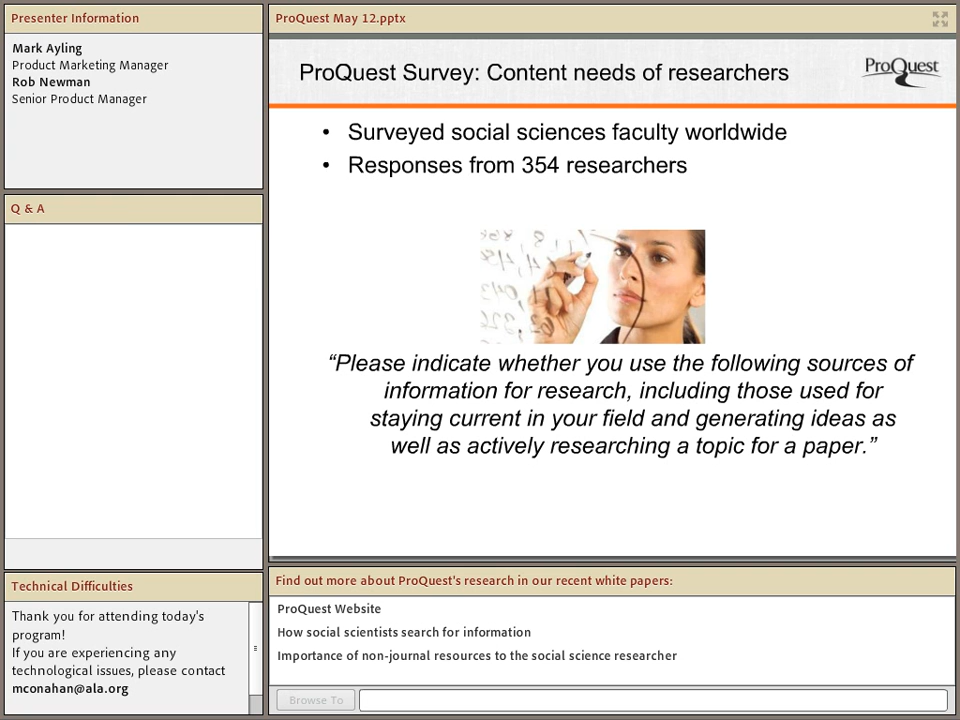 Presenter Information
Mark Ayling
Product Marketing Manager
Rob Newman
Senior Product Manager
Q & A
Technical Difficulties
Thank you for attending today's
program!
If you are experiencing any
technological issues, please contact
mconahan@ala.org
ProQuest May 12.pptx
ProQuest Survey: Content needs of researchers
ProQuest
• Surveyed social sciences faculty worldwide
• Responses from 354 researchers
“Please indicate whether you use the following sources of
information for research, including those used for
staying current in your field and generating ideas as
well as actively researching a topic for a paper.”
Find out more about ProQuest's research in our recent white papers:
ProQuest Website
How social scientists search for information
Importance of non-journal resources to the social science researcher
Browse To